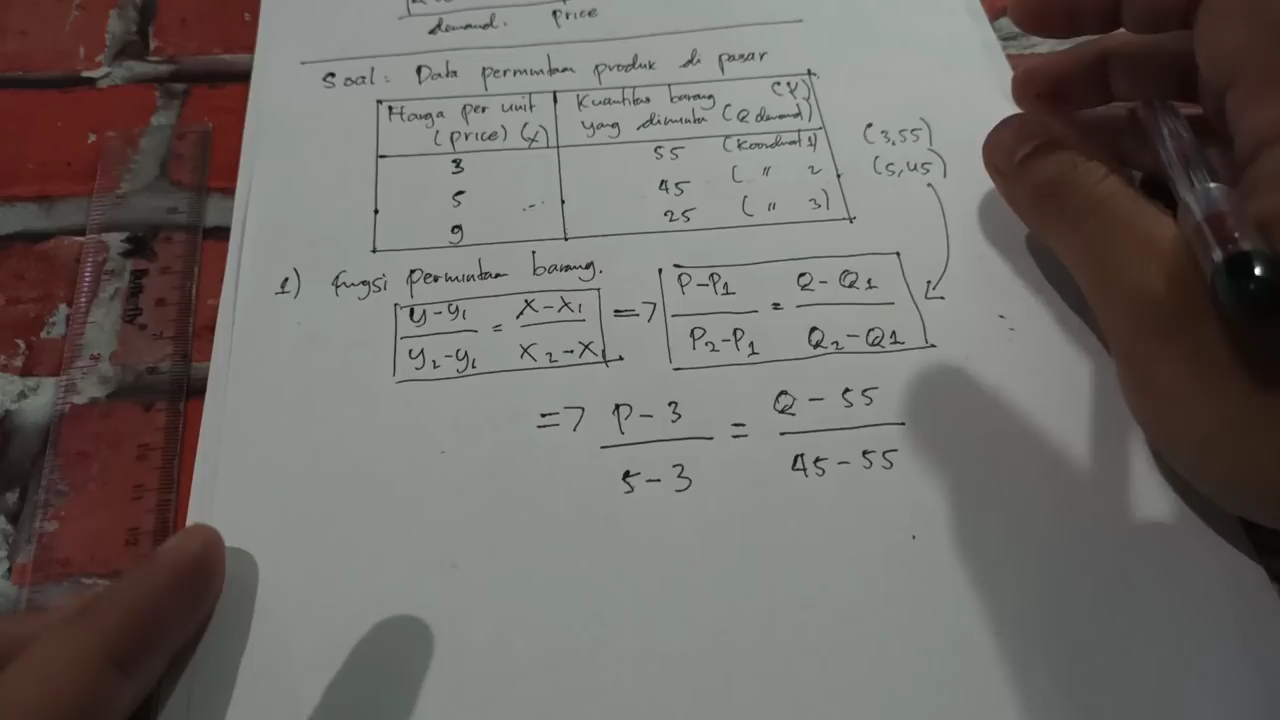 demand. price
Soal: Data permintaan produk di pasar
Harga per unit (price) (x)
Kuantitas barang (Y) yang diminta (Q demand)
3 55 (Koordinat 1)
5 45 ( " 2
9 25 ( " 3)
(3,55)
(5,45)
1) fugsi permintaan barang.
y-y1 / y2-y1 = x-x1 / x2-x1 => P-P1 / P2-P1 = Q-Q1 / Q2-Q1
=> P-3 / 5-3 = Q-55 / 45-55